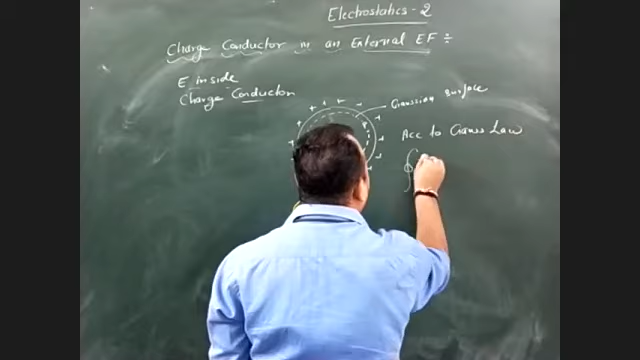 Electrostatics - 2
Charge Conductor in an External EF ÷
E inside
Charge Conductor
Gaussian Surface
Acc to Gauss Law
∮